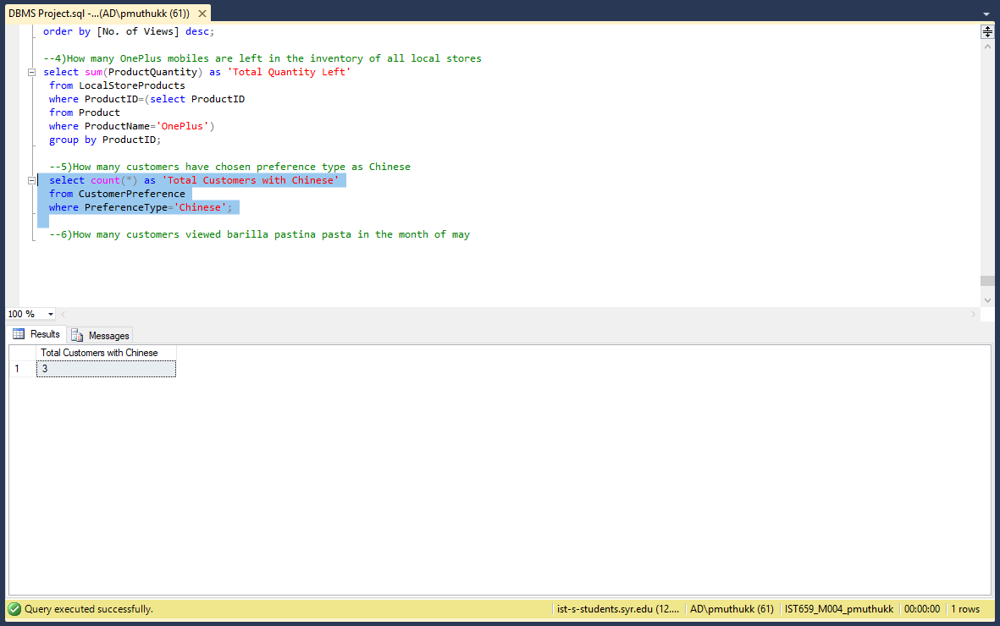 DBMS Project.sql -...(AD\pmuthukk (61))
order by [No. of Views] desc;
--4)How many OnePlus mobiles are left in the inventory of all local stores
select sum(ProductQuantity) as 'Total Quantity Left'
from LocalStoreProducts
where ProductID=(select ProductID
from Product
where ProductName='OnePlus')
group by ProductID;
--5)How many customers have chosen preference type as Chinese
select count(*) as 'Total Customers with Chinese'
from CustomerPreference
where PreferenceType='Chinese';
--6)How many customers viewed barilla pastina pasta in the month of may
100 %
Results Messages
Total Customers with Chinese
1 3
Query executed successfully. ist-s-students.syr.edu (12.... AD\pmuthukk (61) IST659_M004_pmuthukk 00:00:00 1 rows